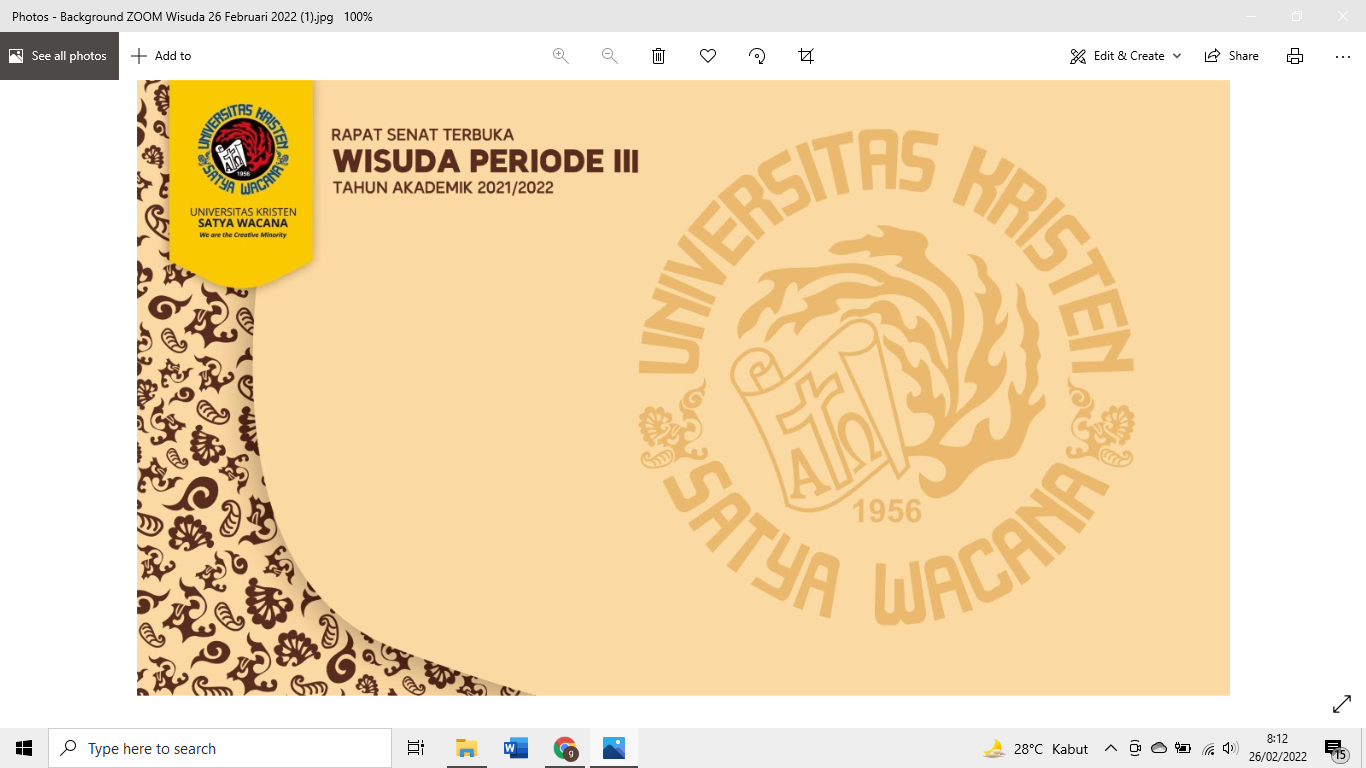 Photos - Background ZOOM Wisuda 26 Februari 2022 (1).jpg 100%
See all photos
Add to
Edit & Create
Share
UNIVERSITAS KRISTEN
SATYA WACANA
1956
UNIVERSITAS KRISTEN
SATYA WACANA
We are the Creative Minority
RAPAT SENAT TERBUKA
WISUDA PERIODE III
TAHUN AKADEMIK 2021/2022
UNIVERSITAS KRISTEN
Α Ω
1956
SATYA WACANA
Type here to search
28°C Kabut
8:12
26/02/2022
15